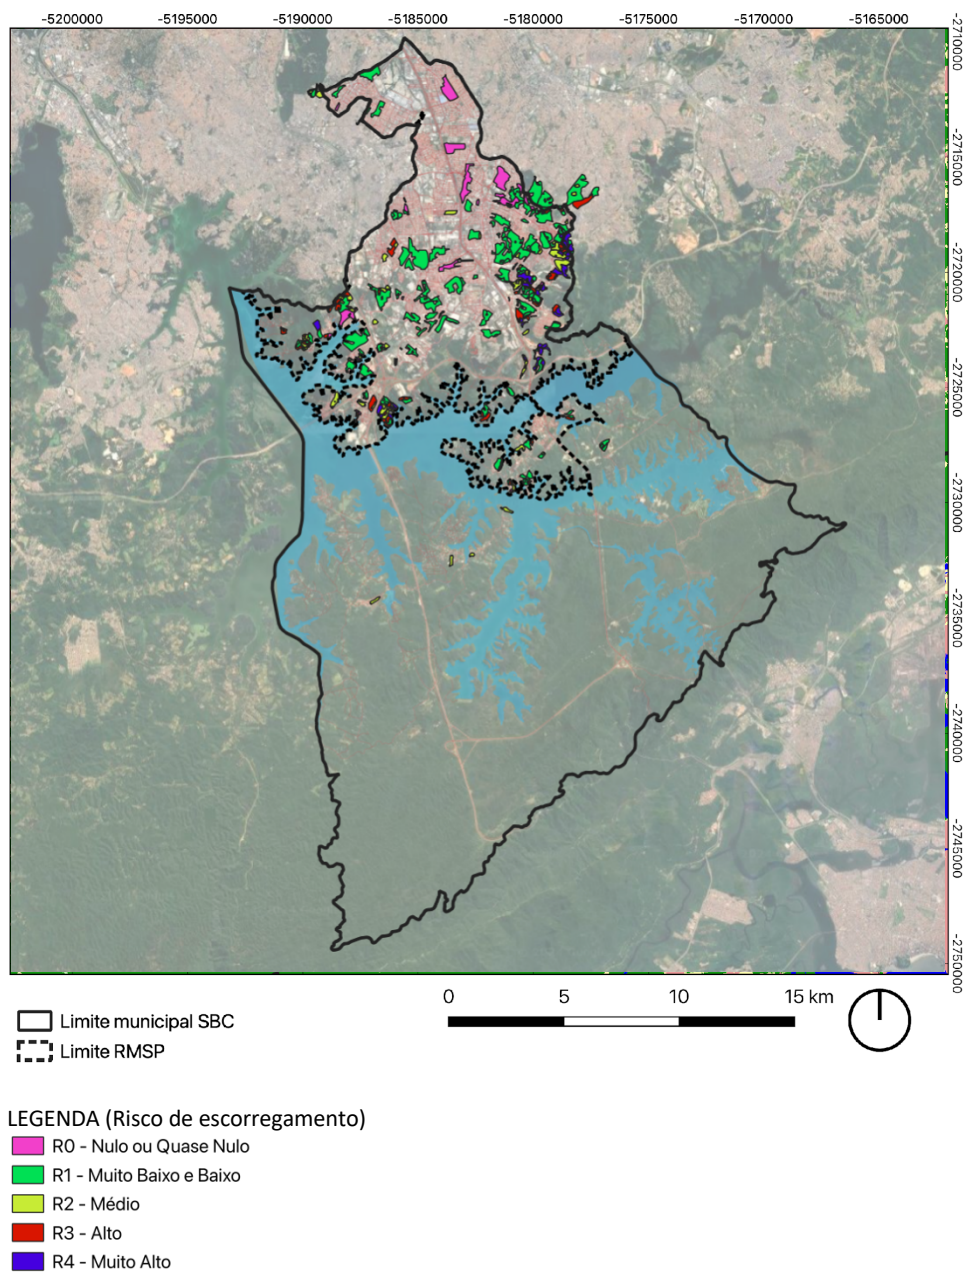 -5200000 -5195000 -5190000 -5185000 -5180000 -5175000 -5170000 -5165000
-2710000
-2715000
-2720000
-2725000
-2730000
-2735000
-2740000
-2745000
-2750000
0 5 10 15 km
Limite municipal SBC
Limite RMSP
LEGENDA (Risco de escorregamento)
R0 - Nulo ou Quase Nulo
R1 - Muito Baixo e Baixo
R2 - Médio
R3 - Alto
R4 - Muito Alto